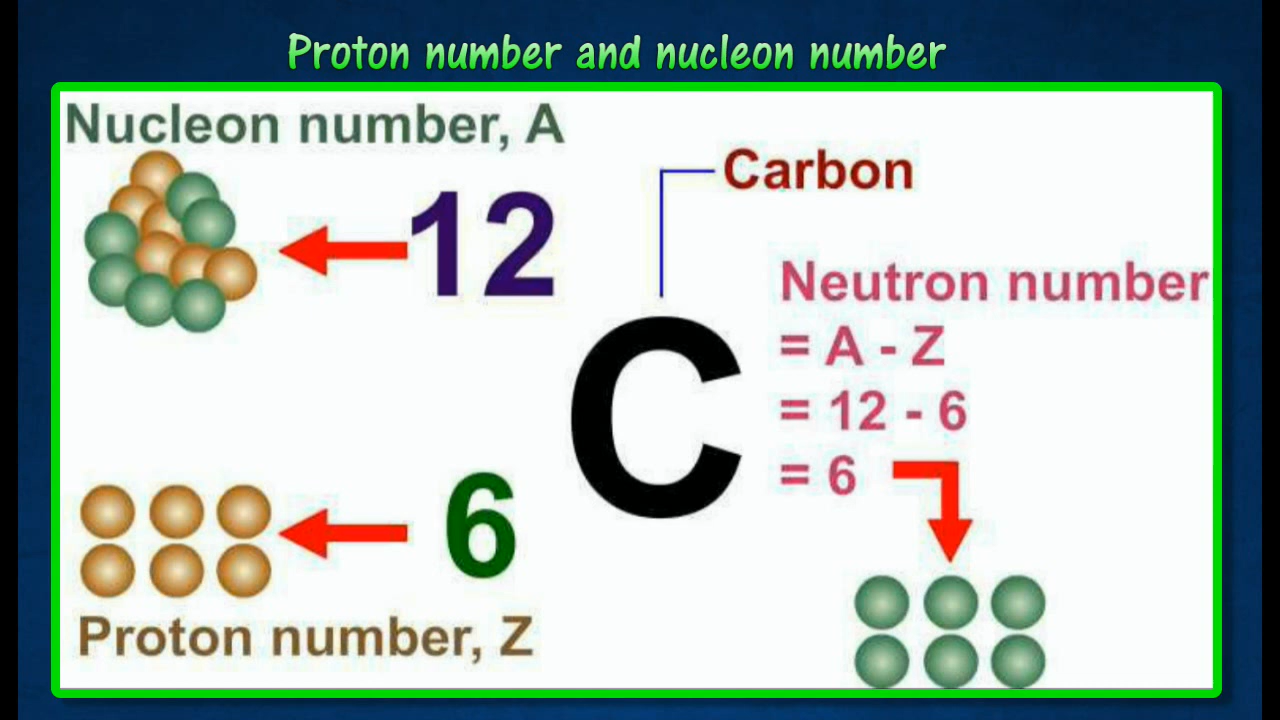 Proton number and nucleon number
Nucleon number, A
12
Carbon
C
Neutron number
= A - Z
= 12 - 6
= 6
6
Proton number, Z